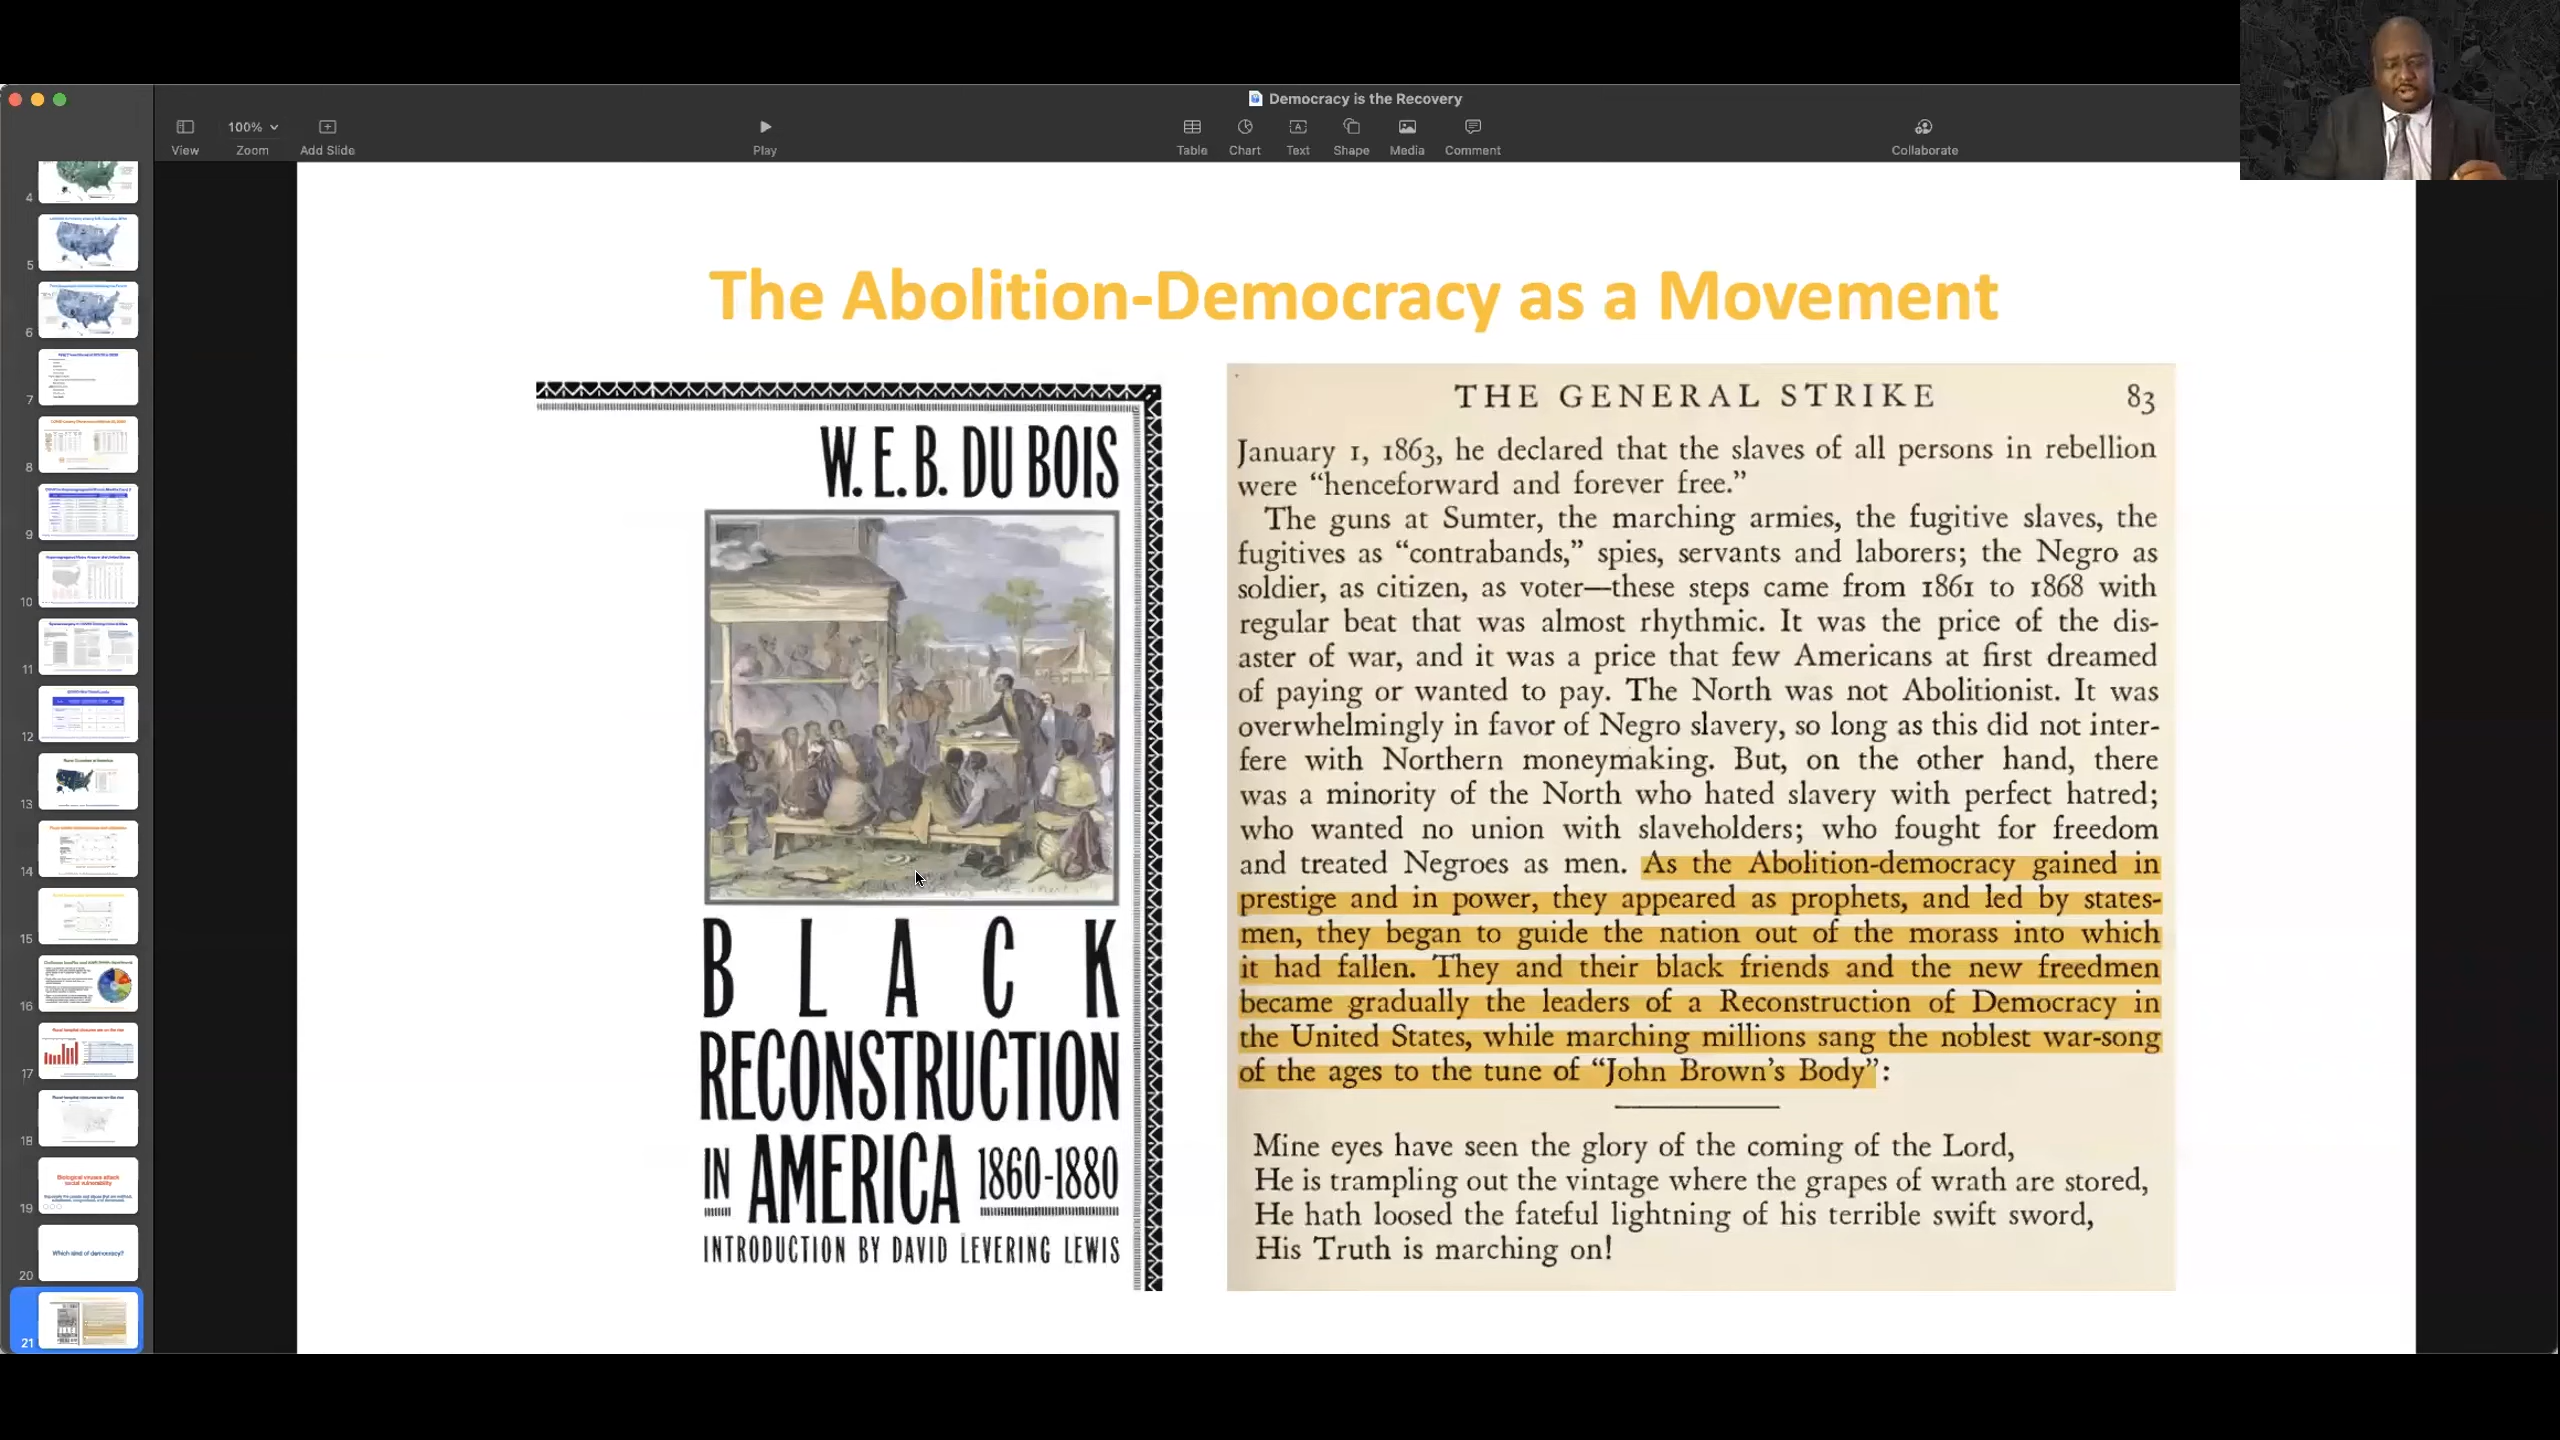 Democracy is the Recovery
View
100%
Zoom
Add Slide
Play
Table
Chart
Text
Shape
Media
Comment
Collaborate
4
5
6
7
8
9
10
11
12
13
14
15
16
17
18
Biological viruses attack
social vulnerability
19
Which kind of democracy?
20
21
The Abolition-Democracy as a Movement
W. E. B. DU BOIS
BLACK
RECONSTRUCTION
IN AMERICA 1860-1880
INTRODUCTION BY DAVID LEVERING LEWIS
THE GENERAL STRIKE 83
January 1, 1863, he declared that the slaves of all persons in rebellion
were “henceforward and forever free.”
The guns at Sumter, the marching armies, the fugitive slaves, the
fugitives as “contrabands,” spies, servants and laborers; the Negro as
soldier, as citizen, as voter—these steps came from 1861 to 1868 with
regular beat that was almost rhythmic. It was the price of the dis-
aster of war, and it was a price that few Americans at first dreamed
of paying or wanted to pay. The North was not Abolitionist. It was
overwhelmingly in favor of Negro slavery, so long as this did not inter-
fere with Northern moneymaking. But, on the other hand, there
was a minority of the North who hated slavery with perfect hatred;
who wanted no union with slaveholders; who fought for freedom
and treated Negroes as men. As the Abolition-democracy gained in
prestige and in power, they appeared as prophets, and led by states-
men, they began to guide the nation out of the morass into which
it had fallen. They and their black friends and the new freedmen
became gradually the leaders of a Reconstruction of Democracy in
the United States, while marching millions sang the noblest war-song
of the ages to the tune of “John Brown’s Body”:
Mine eyes have seen the glory of the coming of the Lord,
He is trampling out the vintage where the grapes of wrath are stored,
He hath loosed the fateful lightning of his terrible swift sword,
His Truth is marching on!